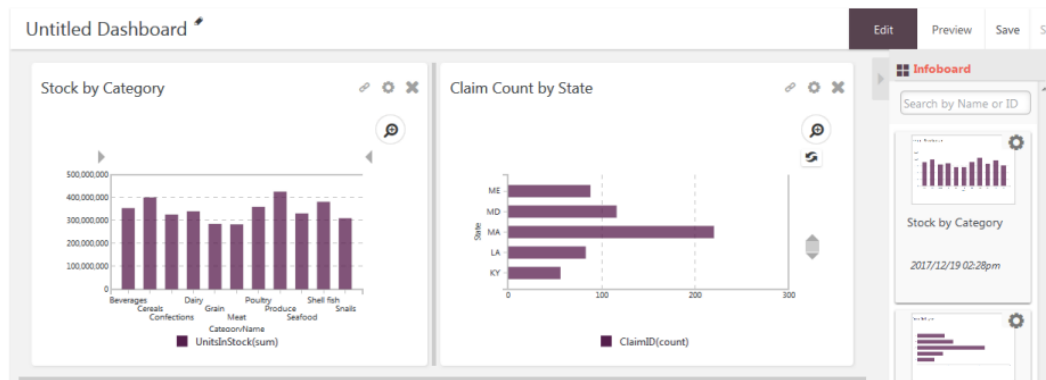 Untitled Dashboard
Edit Preview Save S
Infoboard
Search by Name or ID
Stock by Category
500,000,000
400,000,000
300,000,000
200,000,000
100,000,000
0
Beverages
Cereals
Confections
Dairy
Grain
Meat
Poultry
Produce
Seafood
Shell fish
Snails
CategoryName
UnitsInStock(sum)
Claim Count by State
State
ME
MD
MA
LA
KY
0 100 200 300
ClaimID(count)
Stock by Category
2017/12/19 02:28pm